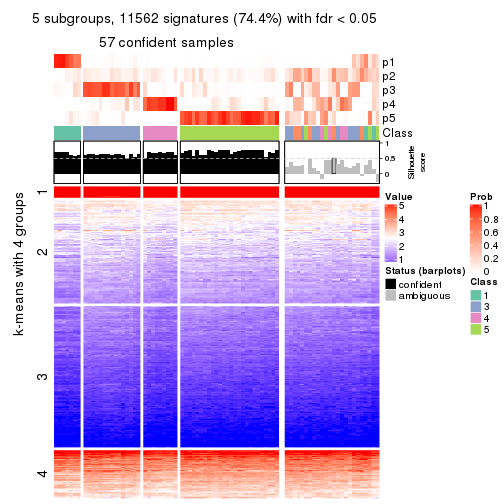 5 subgroups, 11562 signatures (74.4%) with fdr < 0.05
57 confident samples
p1
p2
p3
p4
p5
Class
1
0.5
0
Silhouette
score
k-means with 4 groups
1
2
3
4
Value
5
4
3
2
1
Status (barplots)
confident
ambiguous
Prob
1
0.8
0.6
0.4
0.2
0
Class
1
3
4
5